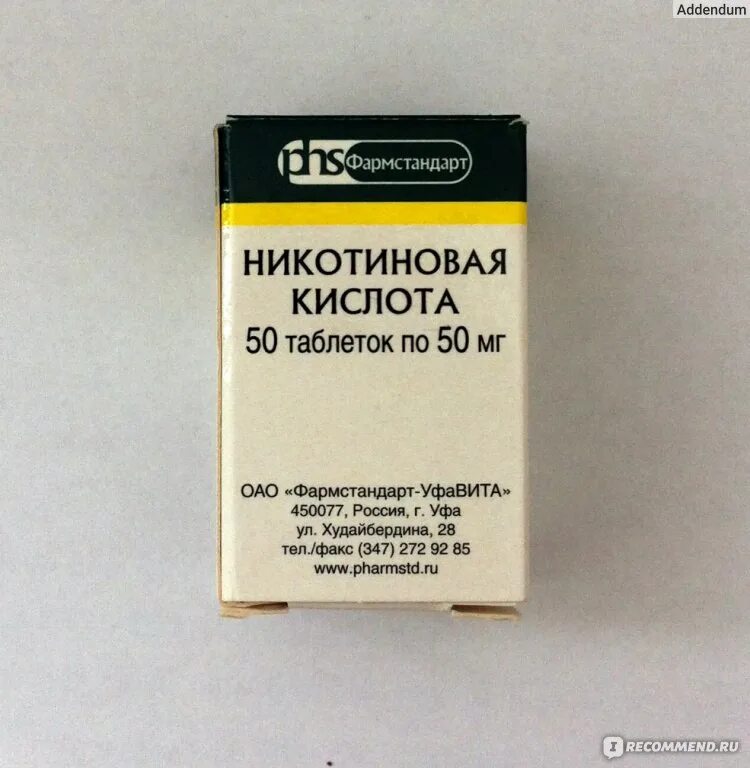 Addendum
phs Фармстандарт
НИКОТИНОВАЯ
КИСЛОТА
50 таблеток по 50 мг
ОАО «Фармстандарт-УфаВИТА»
450077, Россия, г. Уфа
ул. Худайбердина, 28
тел./факс (347) 272 92 85
www.pharmstd.ru
IRECOMMEND.RU